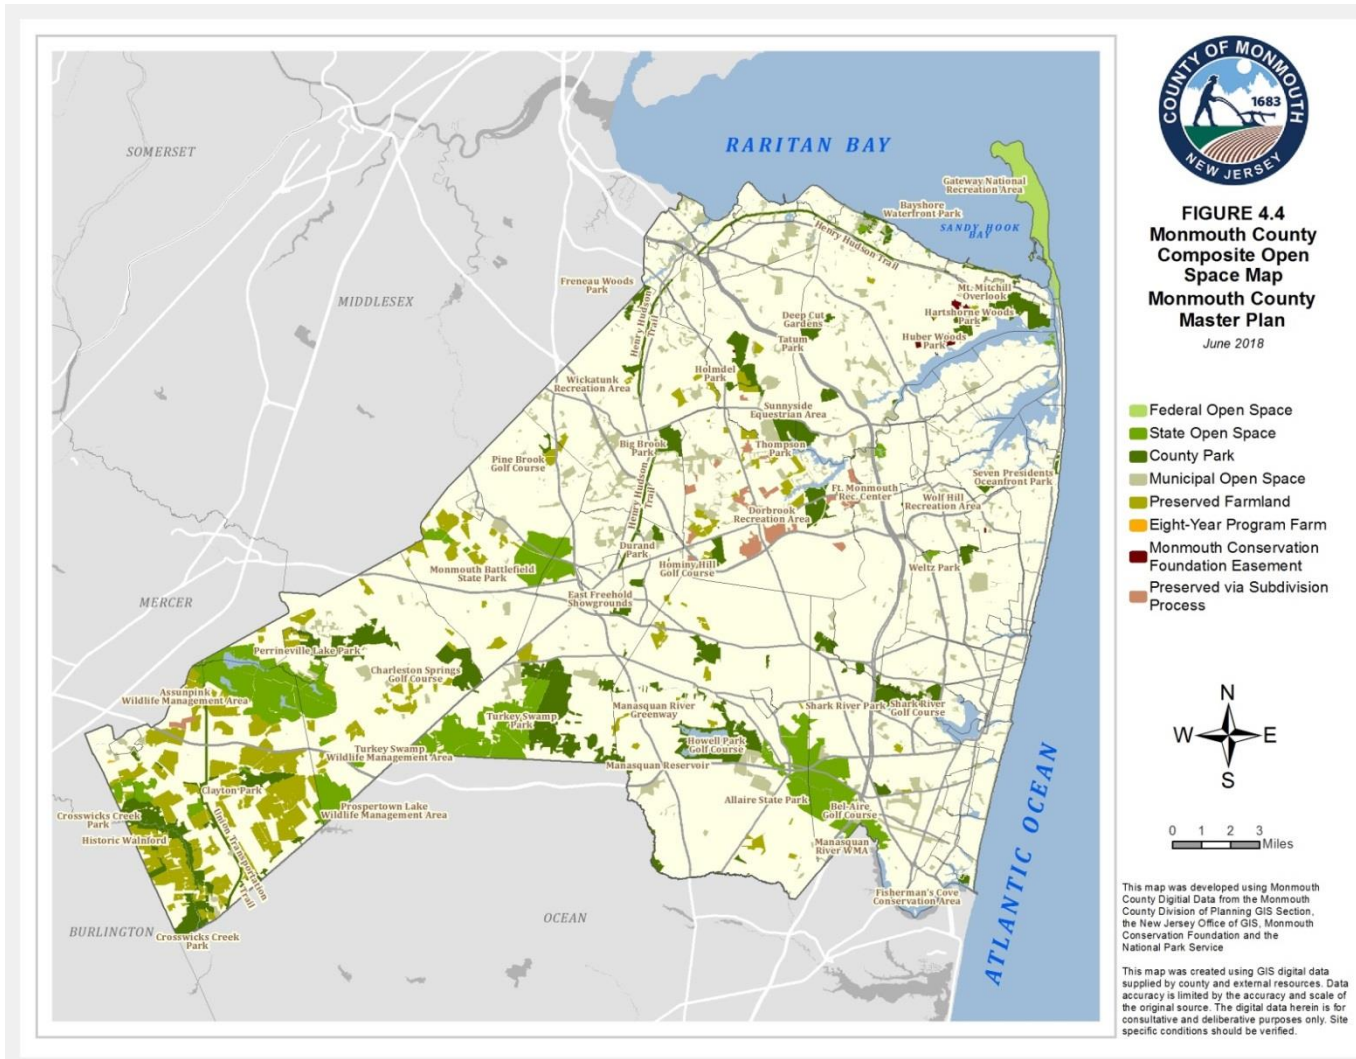 SOMERSET
RARITAN BAY
Gateway National
Recreation Area
Bayshore
Waterfront Park
SANDY HOOK
BAY
Henry Hudson Trail
Freneau Woods
Park
MIDDLESEX
Mt. Mitchill
Overlook
Hartshorne Woods
Park
Deep Cut
Gardens
Huber Woods
Park
Tatum
Park
Henry Hudson
Trail
Holmdel
Park
Wickatunk
Recreation Area
Sunnyside
Equestrian Area
Big Brook
Park
Thompson
Park
Pine Brook
Golf Course
Seven Presidents
Oceanfront Park
Henry Hudson
Trail
Ft. Monmouth
Rec. Center
Wolf Hill
Recreation Area
Dorbrook
Recreation Area
Durand
Park
Hominy Hill
Golf Course
Weltz Park
Monmouth Battlefield
State Park
East Freehold
Showgrounds
MERCER
Perrineville Lake Park
Charleston Springs
Golf Course
Assunpink
Wildlife Management Area
Manasquan River
Greenway
Shark River Park
Shark River
Golf Course
Turkey Swamp
Park
Howell Park
Golf Course
Turkey Swamp
Wildlife Management Area
Manasquan Reservoir
Clayton Park
Allaire State Park
Bel-Aire
Golf Course
Prospertown Lake
Wildlife Management Area
Crosswicks Creek
Park
Historic Walnford
Union Transportation
Trail
Manasquan
River WMA
Fisherman's Cove
Conservation Area
ATLANTIC OCEAN
OCEAN
BURLINGTON
Crosswicks Creek
Park
COUNTY OF MONMOUTH
1683
NEW JERSEY
FIGURE 4.4
Monmouth County
Composite Open
Space Map
Monmouth County
Master Plan
June 2018
Federal Open Space
State Open Space
County Park
Municipal Open Space
Preserved Farmland
Eight-Year Program Farm
Monmouth Conservation
Foundation Easement
Preserved via Subdivision
Process
N
W E
S
0 1 2 3
Miles
This map was developed using Monmouth
County Digitial Data from the Monmouth
County Division of Planning GIS Section,
the New Jersey Office of GIS, Monmouth
Conservation Foundation and the
National Park Service
This map was created using GIS digital data
supplied by county and external resources. Data
accuracy is limited by the accuracy and scale of
the original source. The digital data herein is for
consultative and deliberative purposes only. Site
specific conditions should be verified.